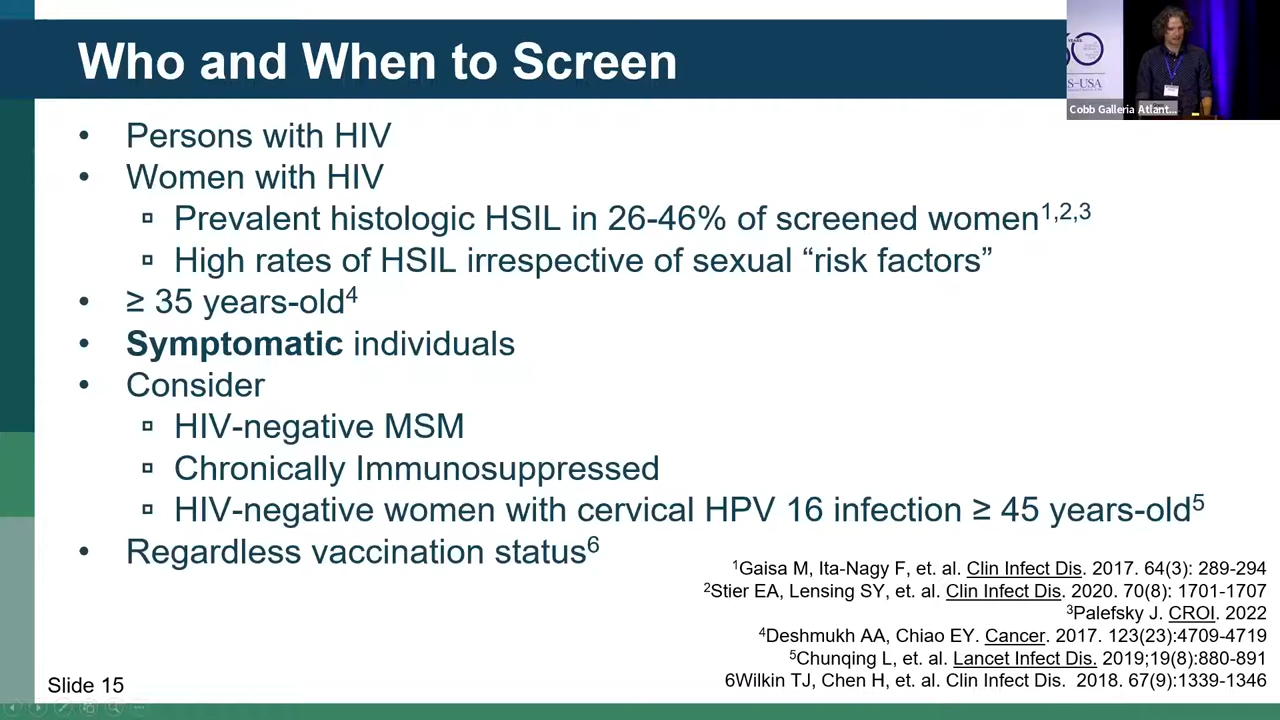 Who and When to Screen
• Persons with HIV
• Women with HIV
▫ Prevalent histologic HSIL in 26-46% of screened women1,2,3
▫ High rates of HSIL irrespective of sexual “risk factors”
• ≥ 35 years-old4
• Symptomatic individuals
• Consider
▫ HIV-negative MSM
▫ Chronically Immunosuppressed
▫ HIV-negative women with cervical HPV 16 infection ≥ 45 years-old5
• Regardless vaccination status6
1Gaisa M, Ita-Nagy F, et. al. Clin Infect Dis. 2017. 64(3): 289-294
2Stier EA, Lensing SY, et. al. Clin Infect Dis. 2020. 70(8): 1701-1707
3Palefsky J. CROI. 2022
4Deshmukh AA, Chiao EY. Cancer. 2017. 123(23):4709-4719
5Chunqing L, et. al. Lancet Infect Dis. 2019;19(8):880-891
6Wilkin TJ, Chen H, et. al. Clin Infect Dis. 2018. 67(9):1339-1346
Slide 15
S-USA
Cobb Galleria Atlant...